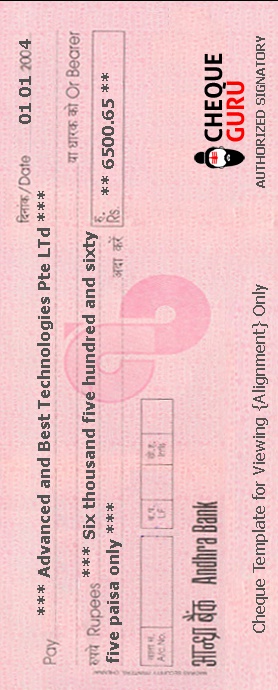 दिनांक/Date 01 01 2004
Pay *** Advanced and Best Technologies Pte LTd ***
या धारक को Or Bearer
रुपये Rupees *** Six thousand five hundred and sixty
five paisa only ***
अदा करें
रु.
Rs. ** 6500.65 **
खाता सं.
A/c.No.
ब.पृ.
L.F.
Intls.
आन्ध्रा बैंक Andhra Bank
CHEQUE
GURU
Cheque Template for Viewing {Alignment} Only
AUTHORIZED SIGNATORY